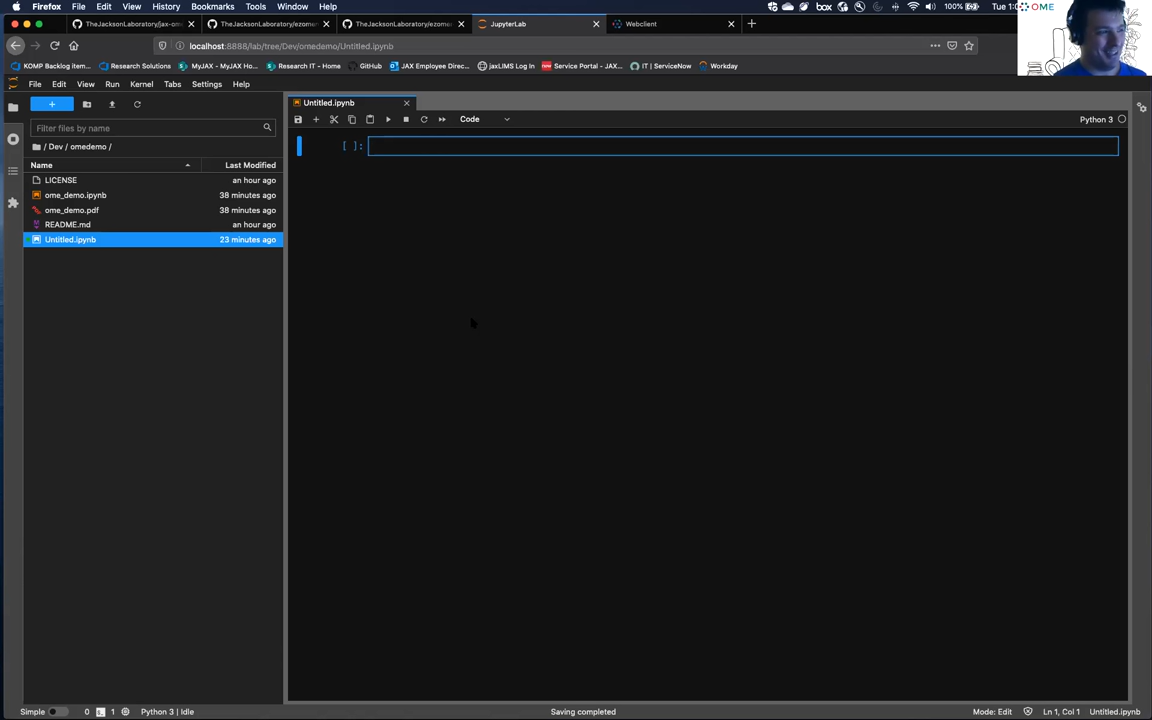 Firefox File Edit View History Bookmarks Tools Window Help
box
100%
OME
TheJacksonLaboratory/jax-om
TheJacksonLaboratory/ezome
TheJacksonLaboratory/ezome
JupyterLab
Webclient
localhost:8888/lab/tree/Dev/omedemo/Untitled.ipynb
KOMP Backlog item...
Research Solutions
MyJAX - MyJAX Ho...
Research IT - Home
GitHub
JAX Employee Direc...
jaxLIMS Log In
Service Portal - JAX...
IT | ServiceNow
Workday
File Edit View Run Kernel Tabs Settings Help
Untitled.ipynb
Filter files by name
Code
Python 3
/ Dev / omedemo /
Name Last Modified
LICENSE an hour ago
ome_demo.ipynb 38 minutes ago
ome_demo.pdf 38 minutes ago
README.md an hour ago
Untitled.ipynb 23 minutes ago
[ ]:
Simple 0 1 Python 3 | Idle
Saving completed
Mode: Edit Ln 1, Col 1 Untitled.ipynb